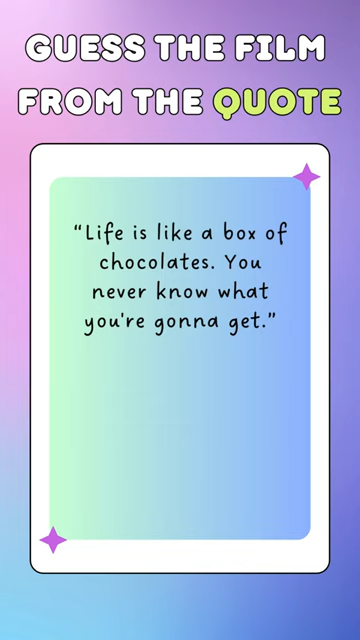 GUESS THE FILM
FROM THE QUOTE
“Life is like a box of
chocolates. You
never know what
you're gonna get.”